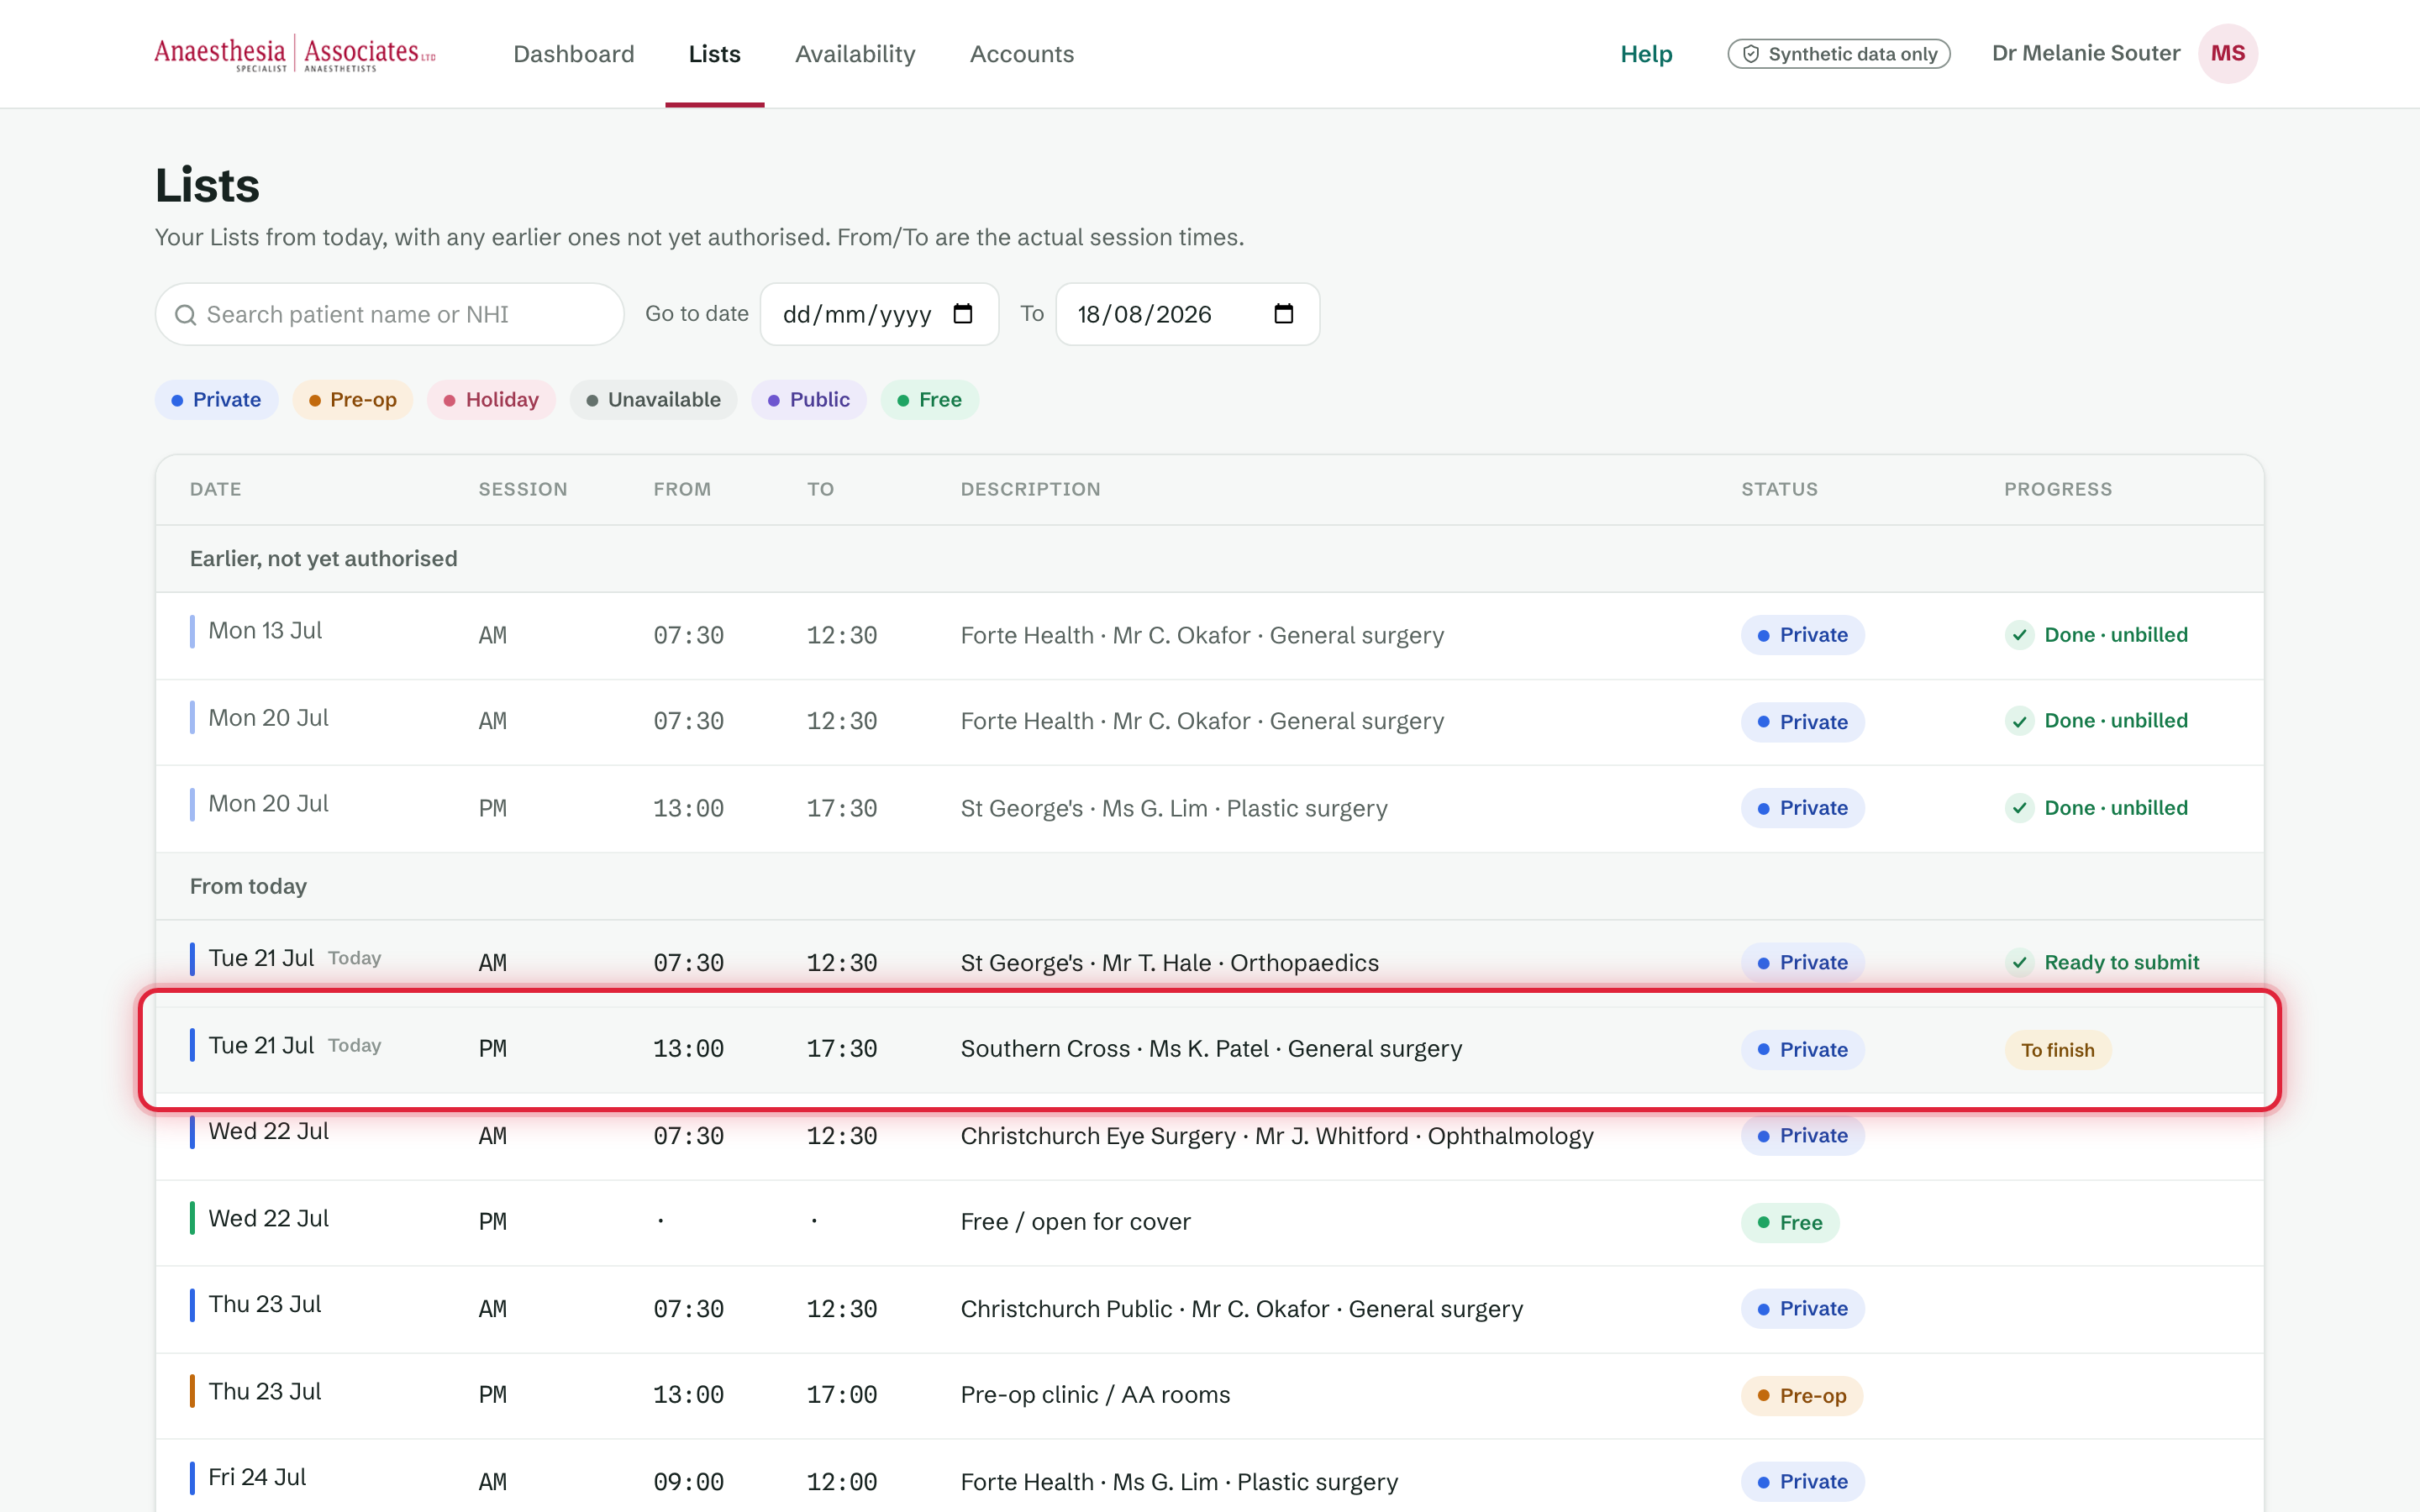 Anaesthesia | Associates LTD
SPECIALIST ANAESTHETISTS
Dashboard Lists Availability Accounts Help Synthetic data only Dr Melanie Souter MS
Lists
Your Lists from today, with any earlier ones not yet authorised. From/To are the actual session times.
Search patient name or NHI Go to date dd/mm/yyyy To 18/08/2026
Private Pre-op Holiday Unavailable Public Free
DATE SESSION FROM TO DESCRIPTION STATUS PROGRESS
Earlier, not yet authorised
Mon 13 Jul AM 07:30 12:30 Forte Health · Mr C. Okafor · General surgery Private Done · unbilled
Mon 20 Jul AM 07:30 12:30 Forte Health · Mr C. Okafor · General surgery Private Done · unbilled
Mon 20 Jul PM 13:00 17:30 St George's · Ms G. Lim · Plastic surgery Private Done · unbilled
From today
Tue 21 Jul Today AM 07:30 12:30 St George's · Mr T. Hale · Orthopaedics Private Ready to submit
Tue 21 Jul Today PM 13:00 17:30 Southern Cross · Ms K. Patel · General surgery Private To finish
Wed 22 Jul AM 07:30 12:30 Christchurch Eye Surgery · Mr J. Whitford · Ophthalmology Private
Wed 22 Jul PM · · Free / open for cover Free
Thu 23 Jul AM 07:30 12:30 Christchurch Public · Mr C. Okafor · General surgery Private
Thu 23 Jul PM 13:00 17:00 Pre-op clinic / AA rooms Pre-op
Fri 24 Jul AM 09:00 12:00 Forte Health · Ms G. Lim · Plastic surgery Private